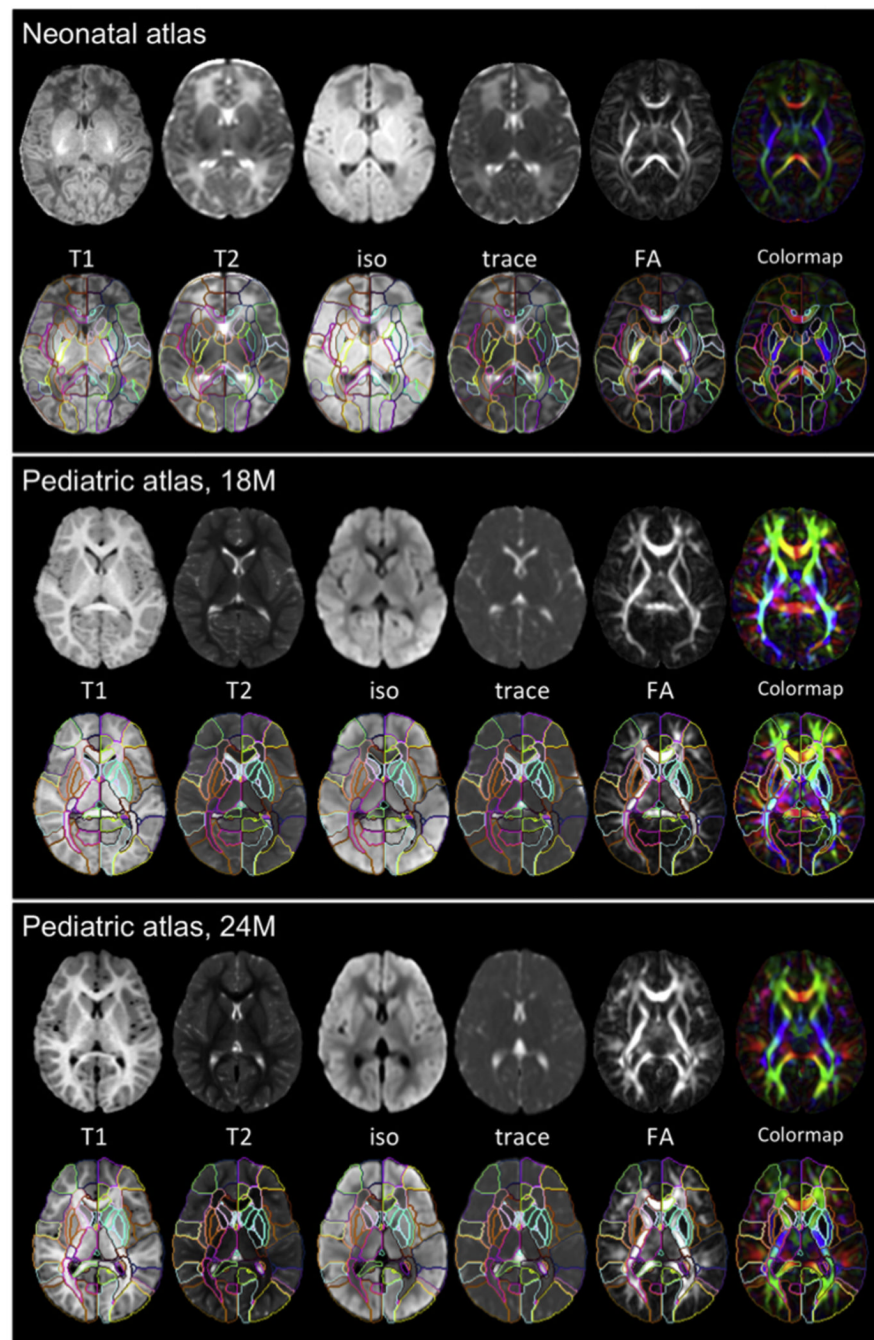 Neonatal atlas
T1 T2 iso trace FA Colormap
Pediatric atlas, 18M
T1 T2 iso trace FA Colormap
Pediatric atlas, 24M
T1 T2 iso trace FA Colormap